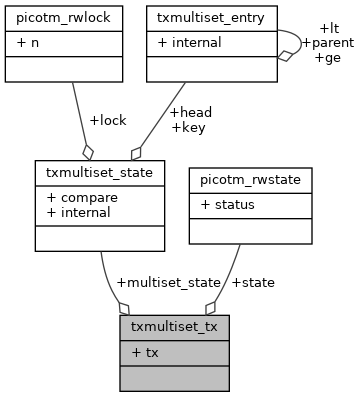 picotm_rwlock
+ n
txmultiset_entry
+ internal
+lt
+parent
+ge
+lock
+head
+key
txmultiset_state
+ compare
+ internal
picotm_rwstate
+ status
+multiset_state
+state
txmultiset_tx
+ tx